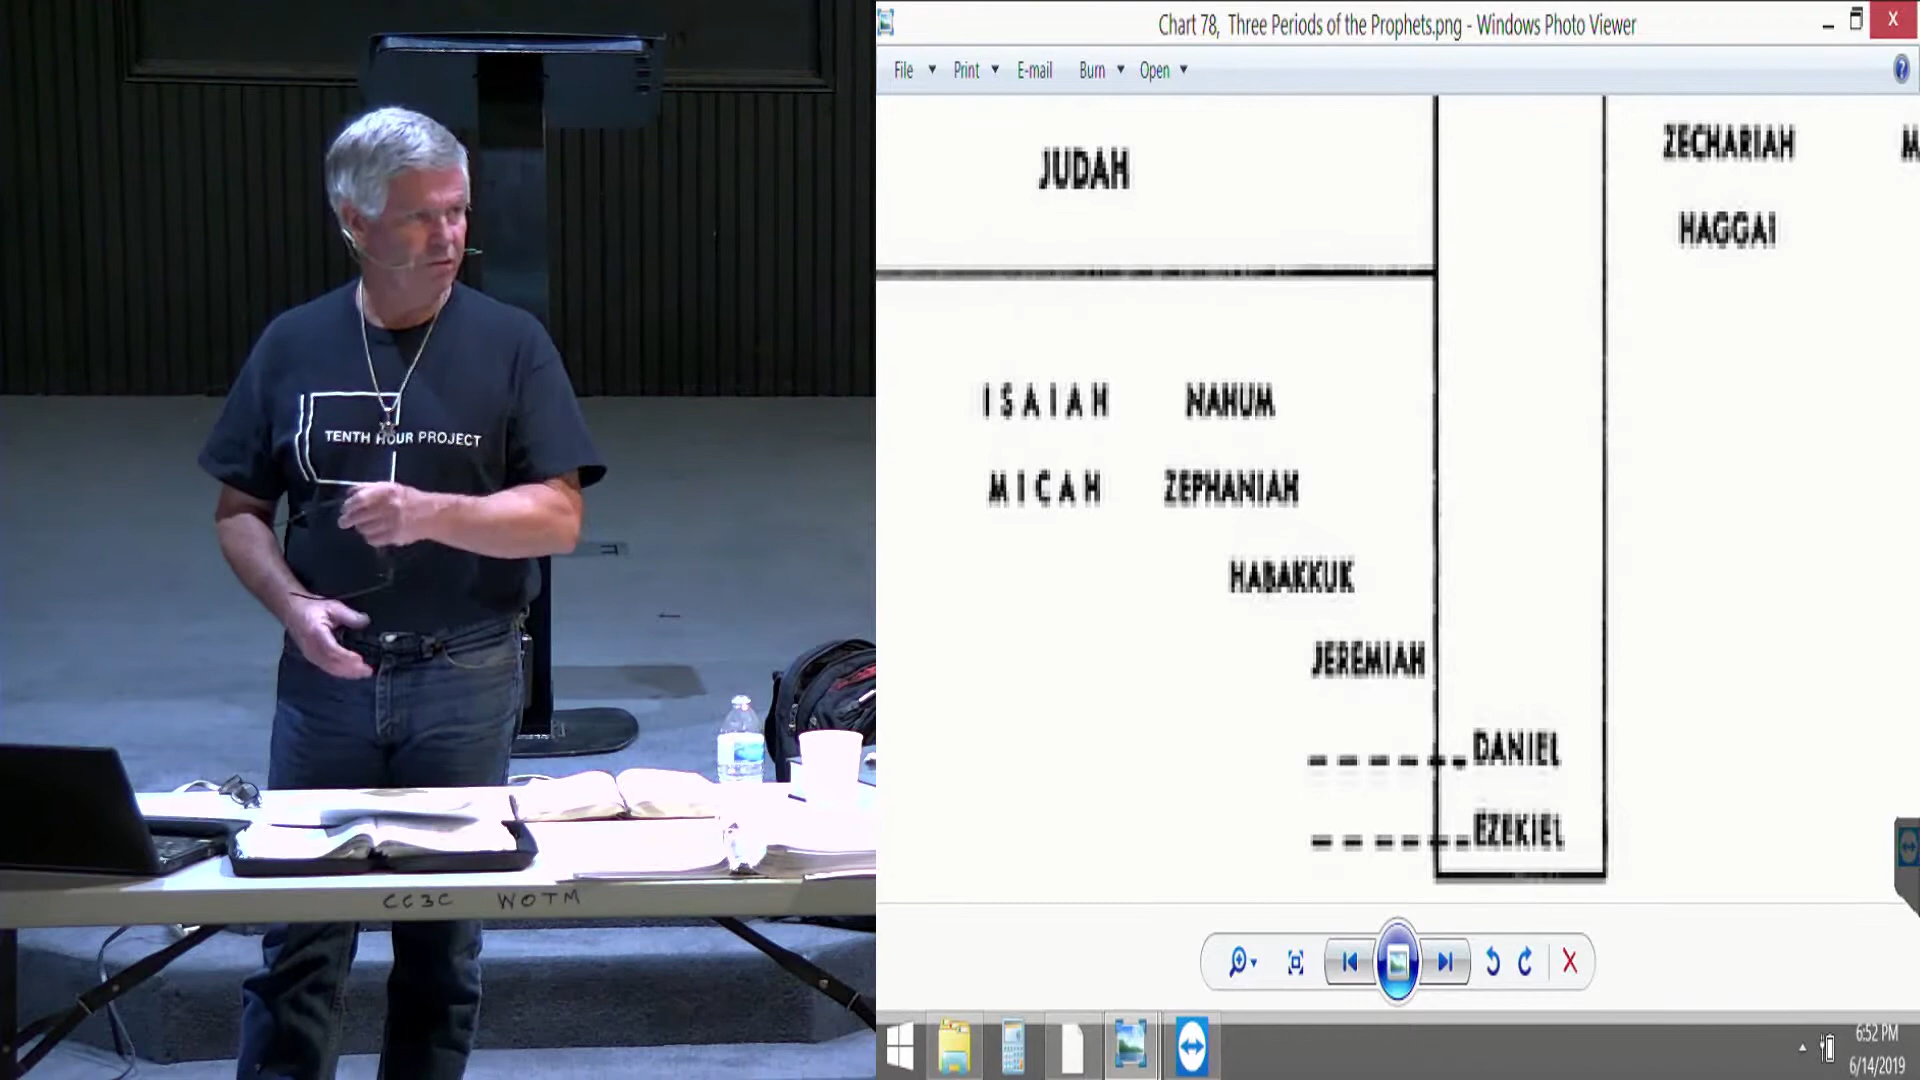 TENTH HOUR PROJECT
CC3C WOTM
Chart 78, Three Periods of the Prophets.png - Windows Photo Viewer
File Print E-mail Burn Open
JUDAH
ZECHARIAH
HAGGAI
ISAIAH NAHUM
MICAH ZEPHANIAH
HABAKKUK
JEREMIAH
DANIEL
EZEKIEL
6:52 PM
6/14/2019